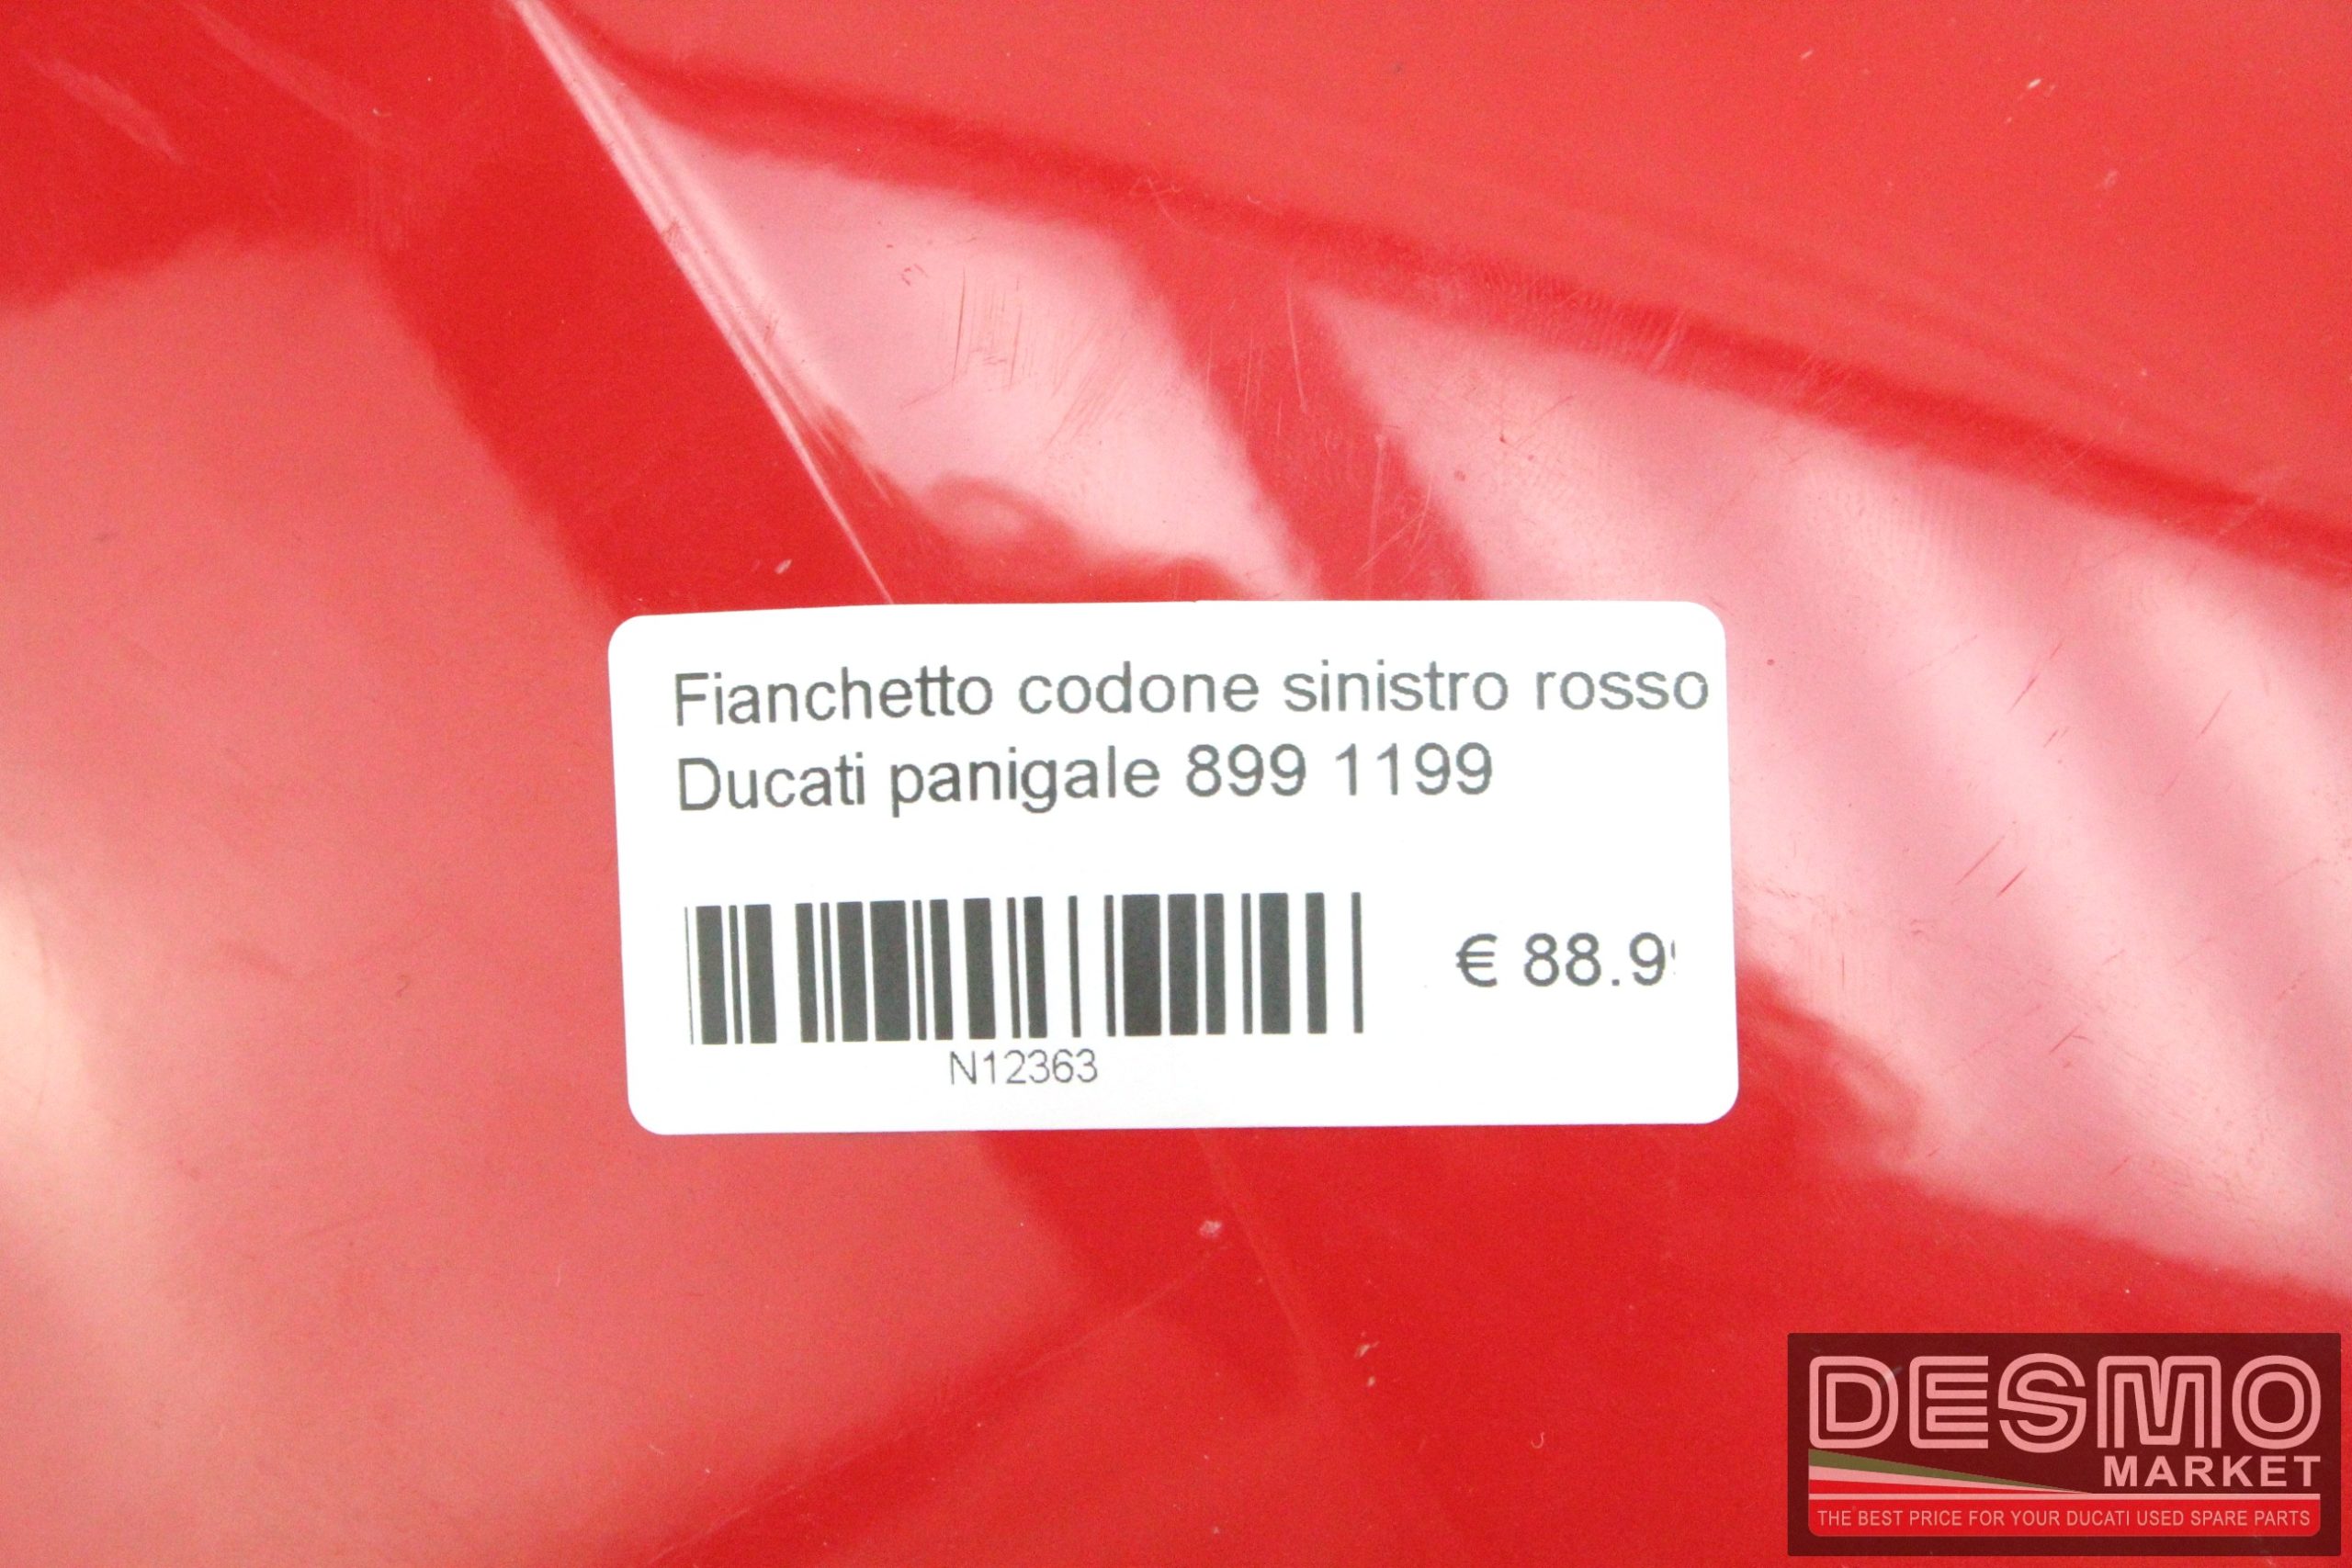 Fianchetto codone sinistro rosso
Ducati panigale 899 1199
€ 88.9
N12363
DESMO
MARKET
THE BEST PRICE FOR YOUR DUCATI USED SPARE PARTS